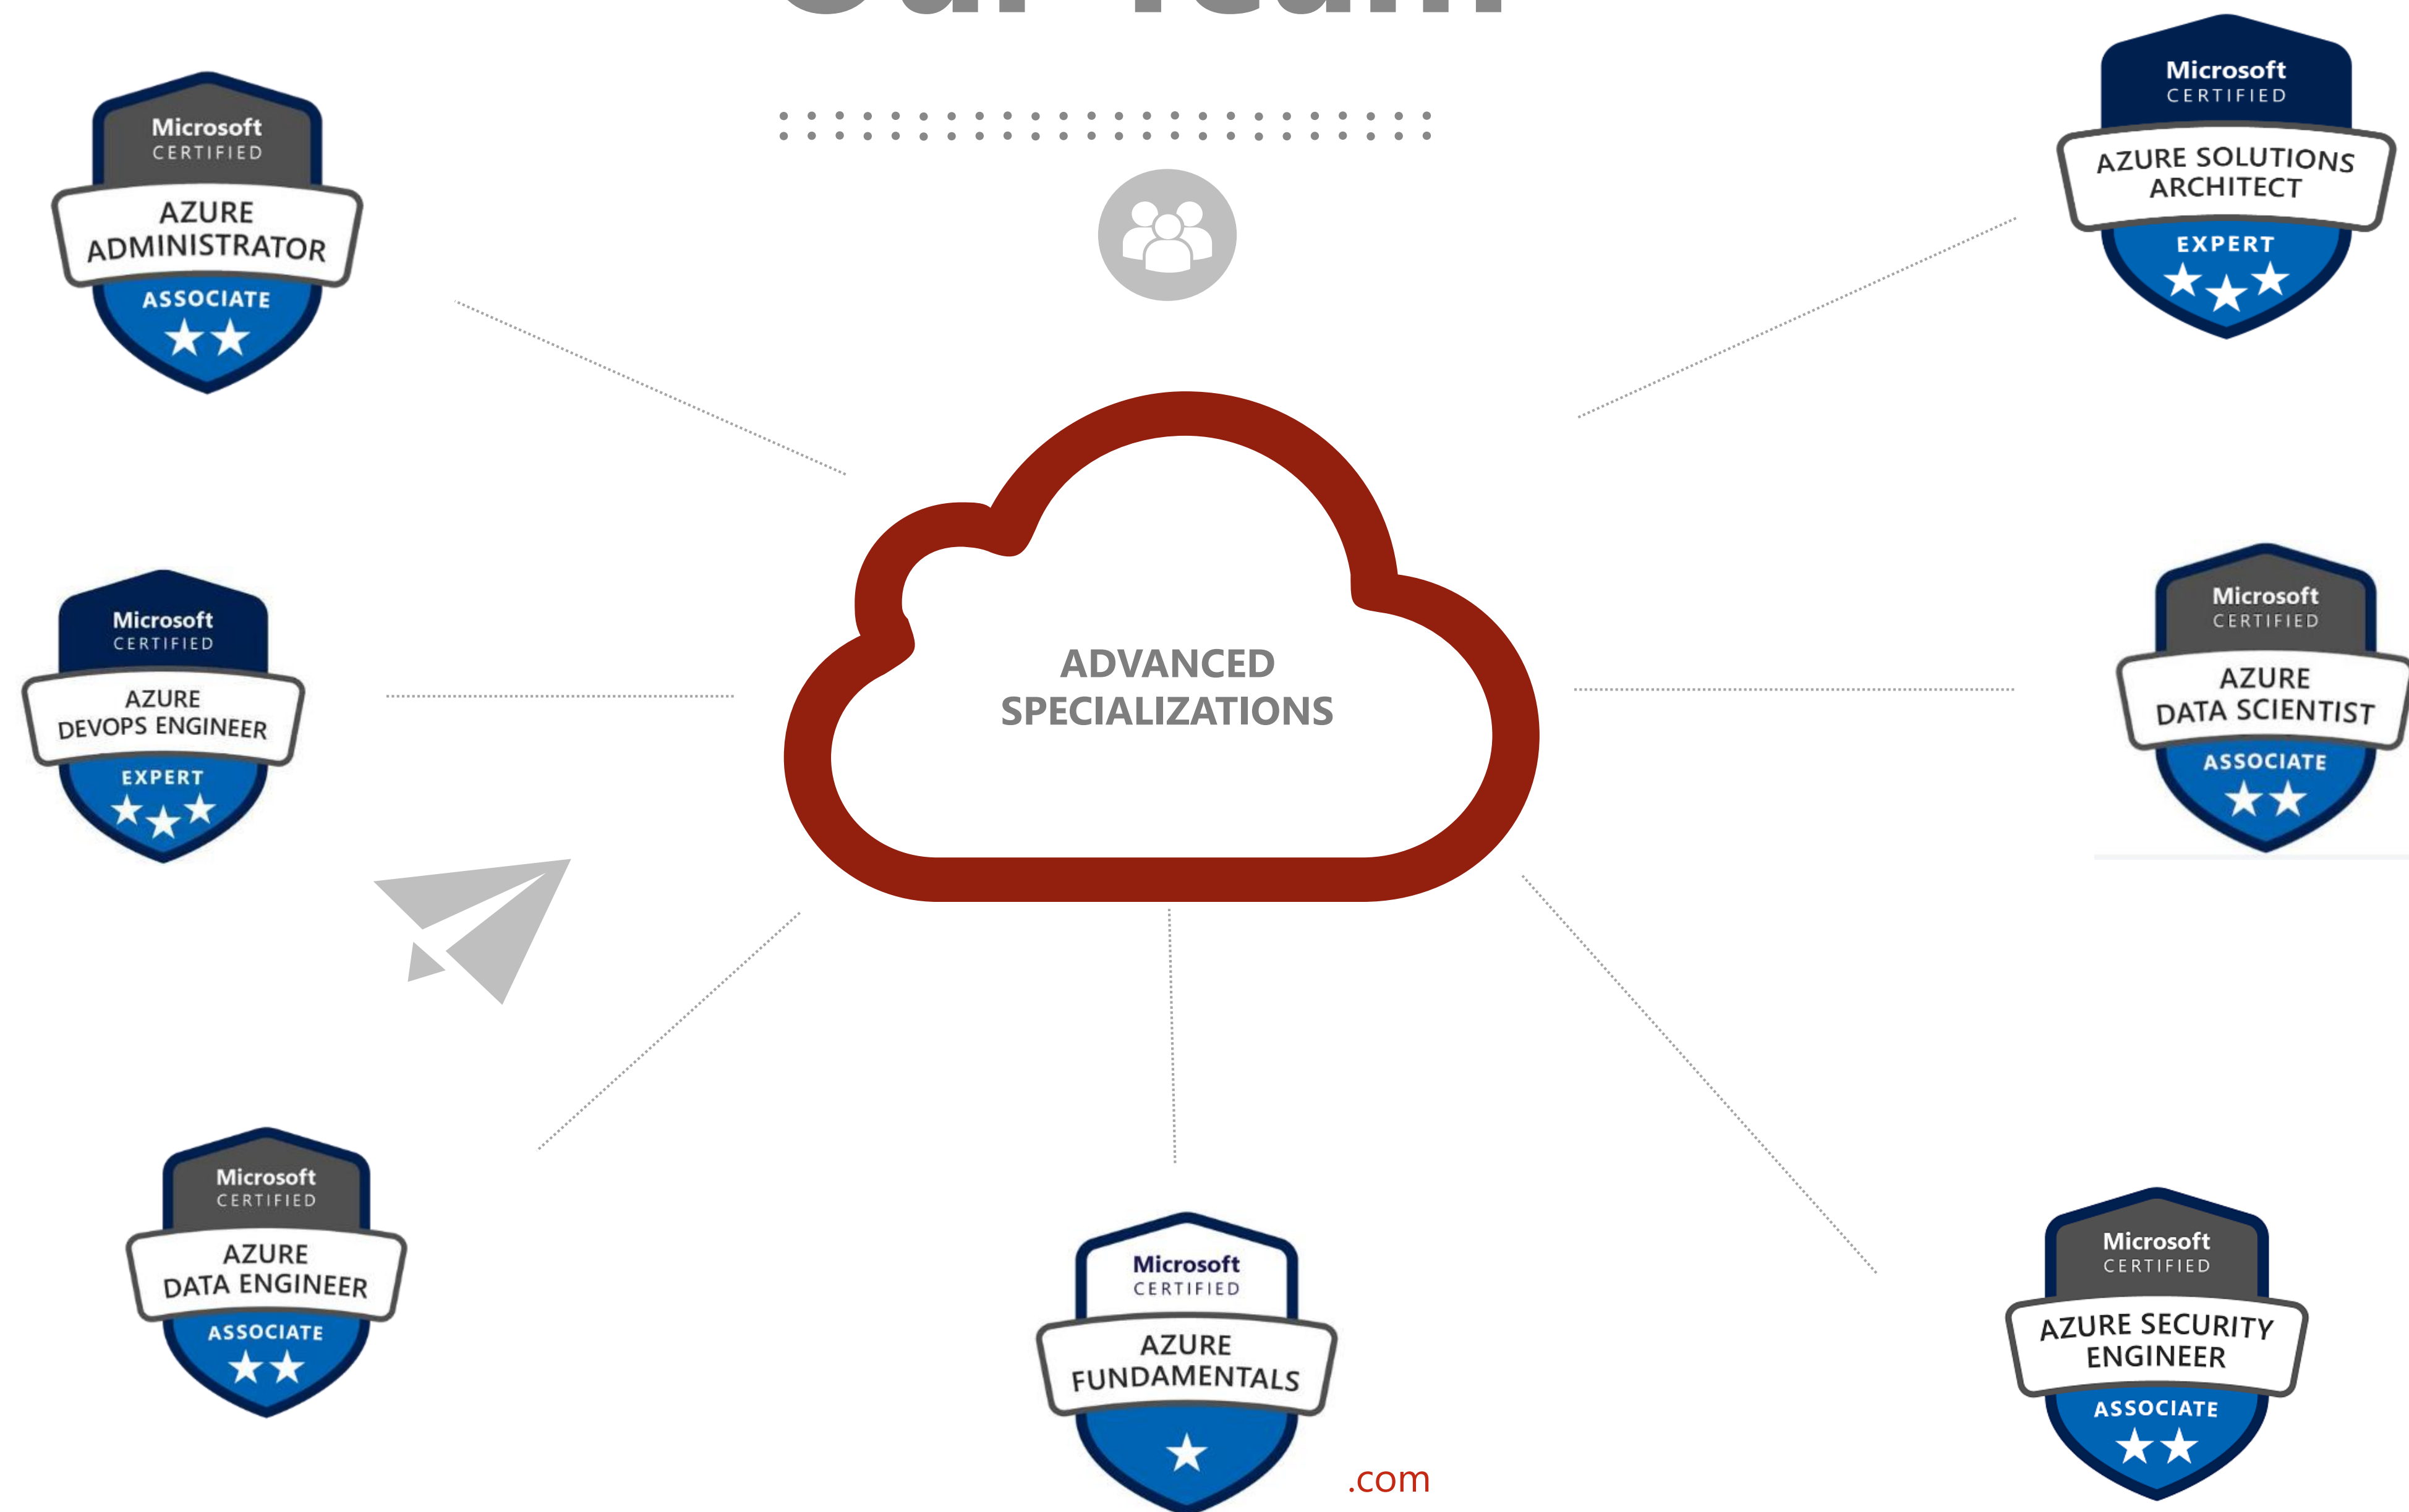 Our Team
Microsoft
CERTIFIED
AZURE
ADMINISTRATOR
ASSOCIATE
Microsoft
CERTIFIED
AZURE SOLUTIONS
ARCHITECT
EXPERT
Microsoft
CERTIFIED
AZURE
DEVOPS ENGINEER
EXPERT
ADVANCED
SPECIALIZATIONS
Microsoft
CERTIFIED
AZURE
DATA SCIENTIST
ASSOCIATE
Microsoft
CERTIFIED
AZURE
DATA ENGINEER
ASSOCIATE
Microsoft
CERTIFIED
AZURE
FUNDAMENTALS
.com
Microsoft
CERTIFIED
AZURE SECURITY
ENGINEER
ASSOCIATE